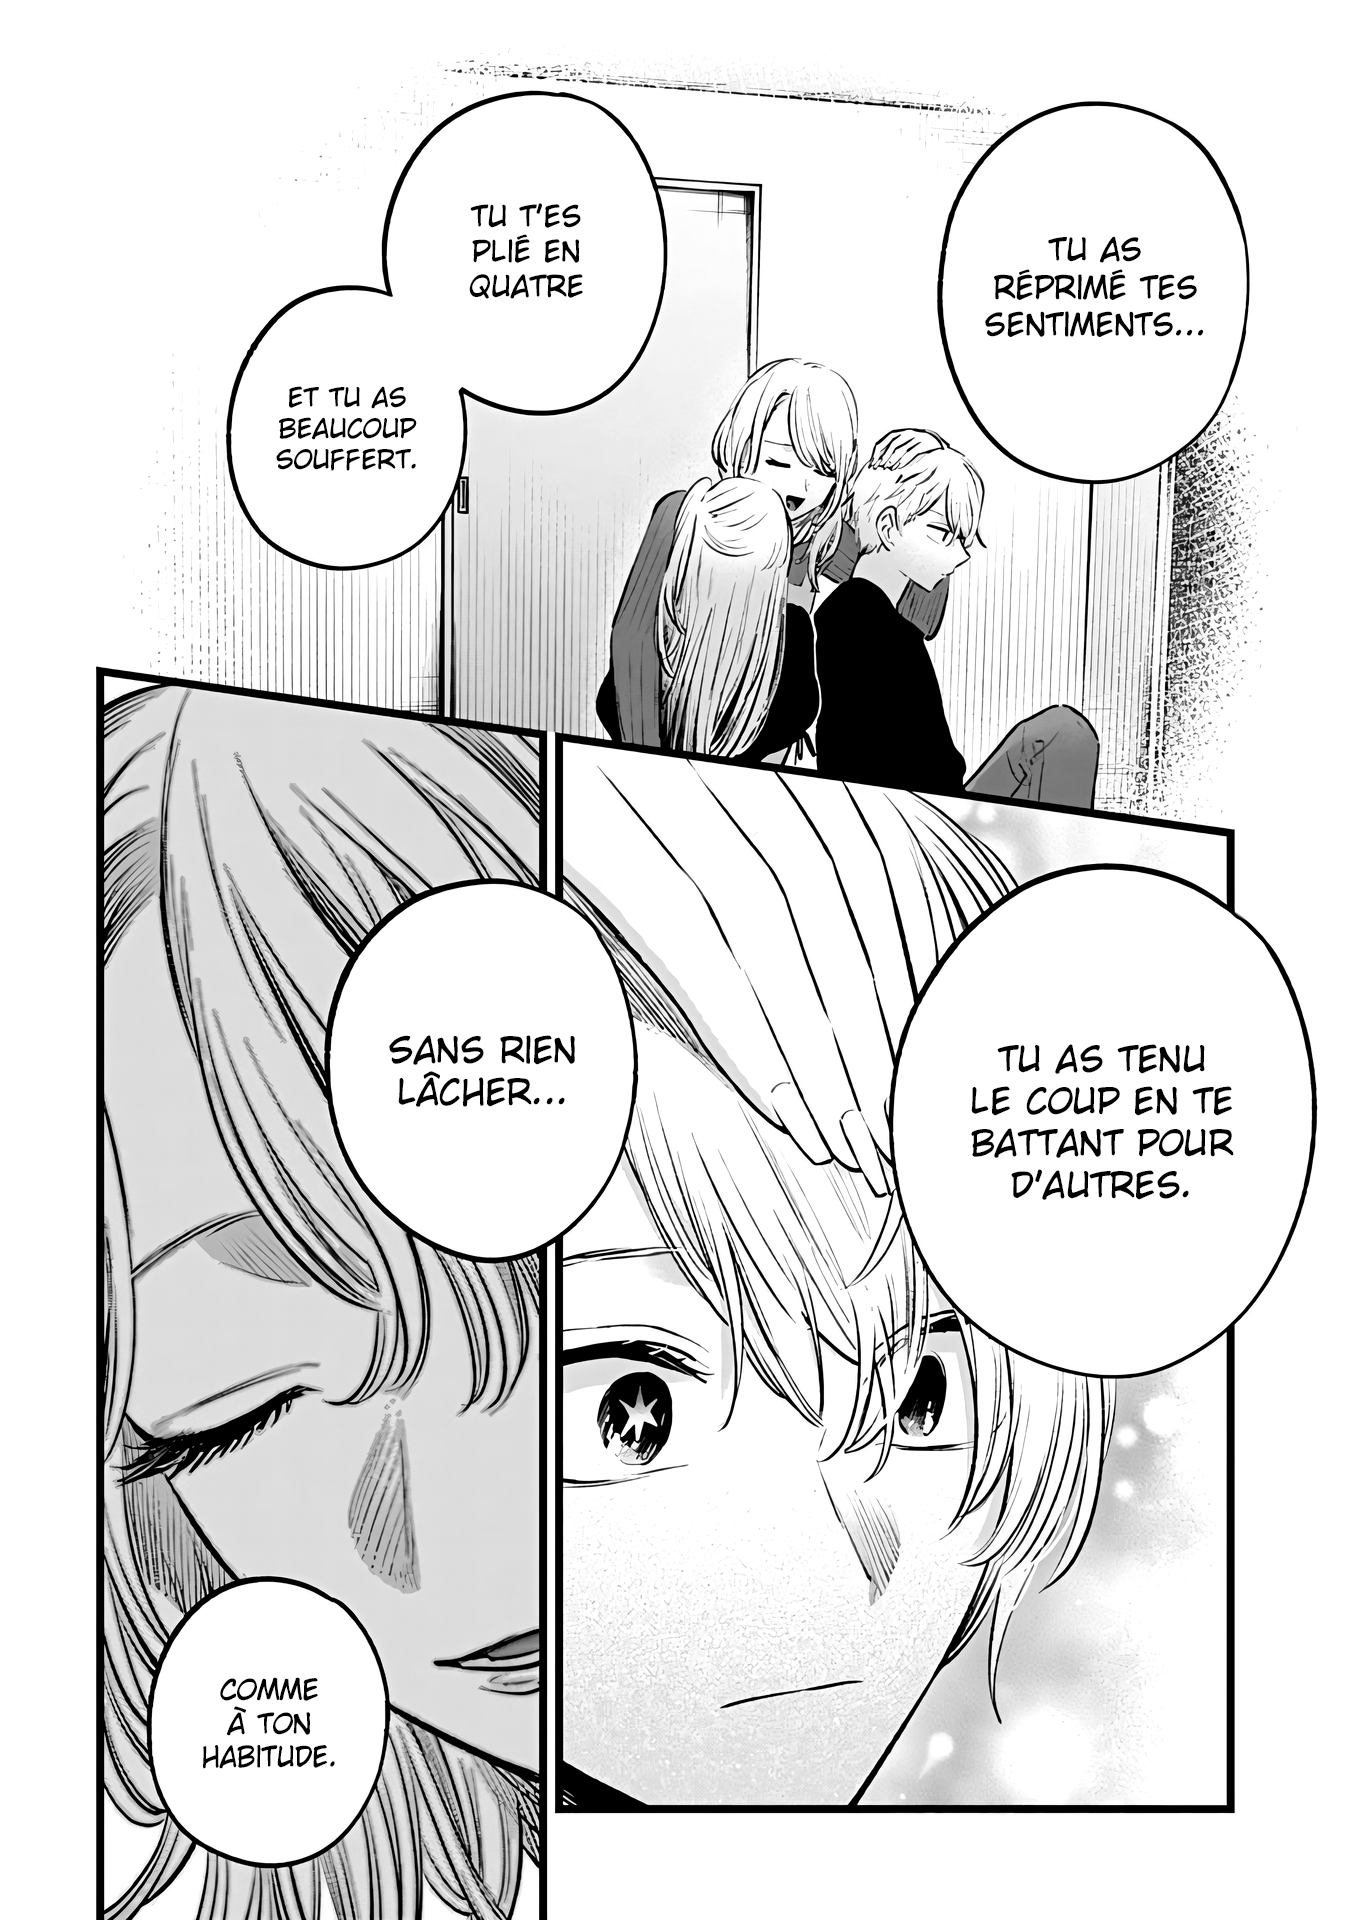 TU AS
RÉPRIMÉ TES
SENTIMENTS...
TU T'ES
PLIÉ EN
QUATRE
ET TU AS
BEAUCOUP
SOUFFERT.
TU AS TENU
LE COUP EN TE
BATTANT POUR
D'AUTRES.
SANS RIEN
LÂCHER...
COMME
À TON
HABITUDE.